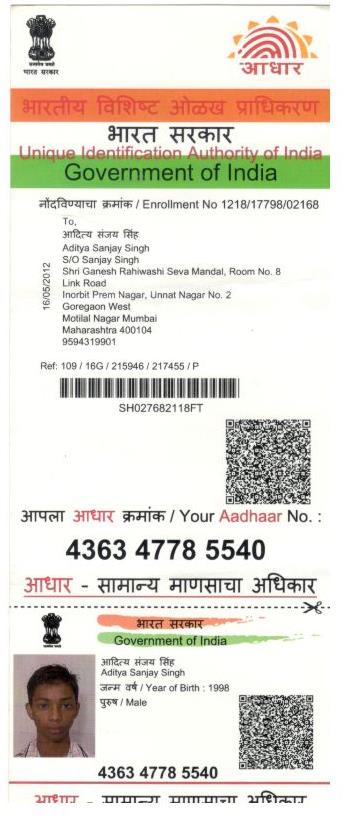 सत्यमेव जयते
भारत सरकार
आधार
भारतीय विशिष्ट ओळख प्राधिकरण
भारत सरकार
Unique Identification Authority of India
Government of India
नोंदविण्याचा क्रमांक / Enrollment No 1218/17798/02168
To,
आदित्य संजय सिंह
Aditya Sanjay Singh
S/O Sanjay Singh
Shri Ganesh Rahiwashi Seva Mandal, Room No. 8
Link Road
Inorbit Prem Nagar, Unnat Nagar No. 2
Goregaon West
Motilal Nagar Mumbai
Maharashtra 400104
9594319901
16/05/2012
Ref: 109 / 16G / 215946 / 217455 / P
SH027682118FT
आपला आधार क्रमांक / Your Aadhaar No. :
4363 4778 5540
आधार - सामान्य माणसाचा अधिकार
भारत सरकार
Government of India
आदित्य संजय सिंह
Aditya Sanjay Singh
जन्म वर्ष / Year of Birth : 1998
पुरुष / Male
4363 4778 5540
आधार - सामान्य माणसाचा अधिकार